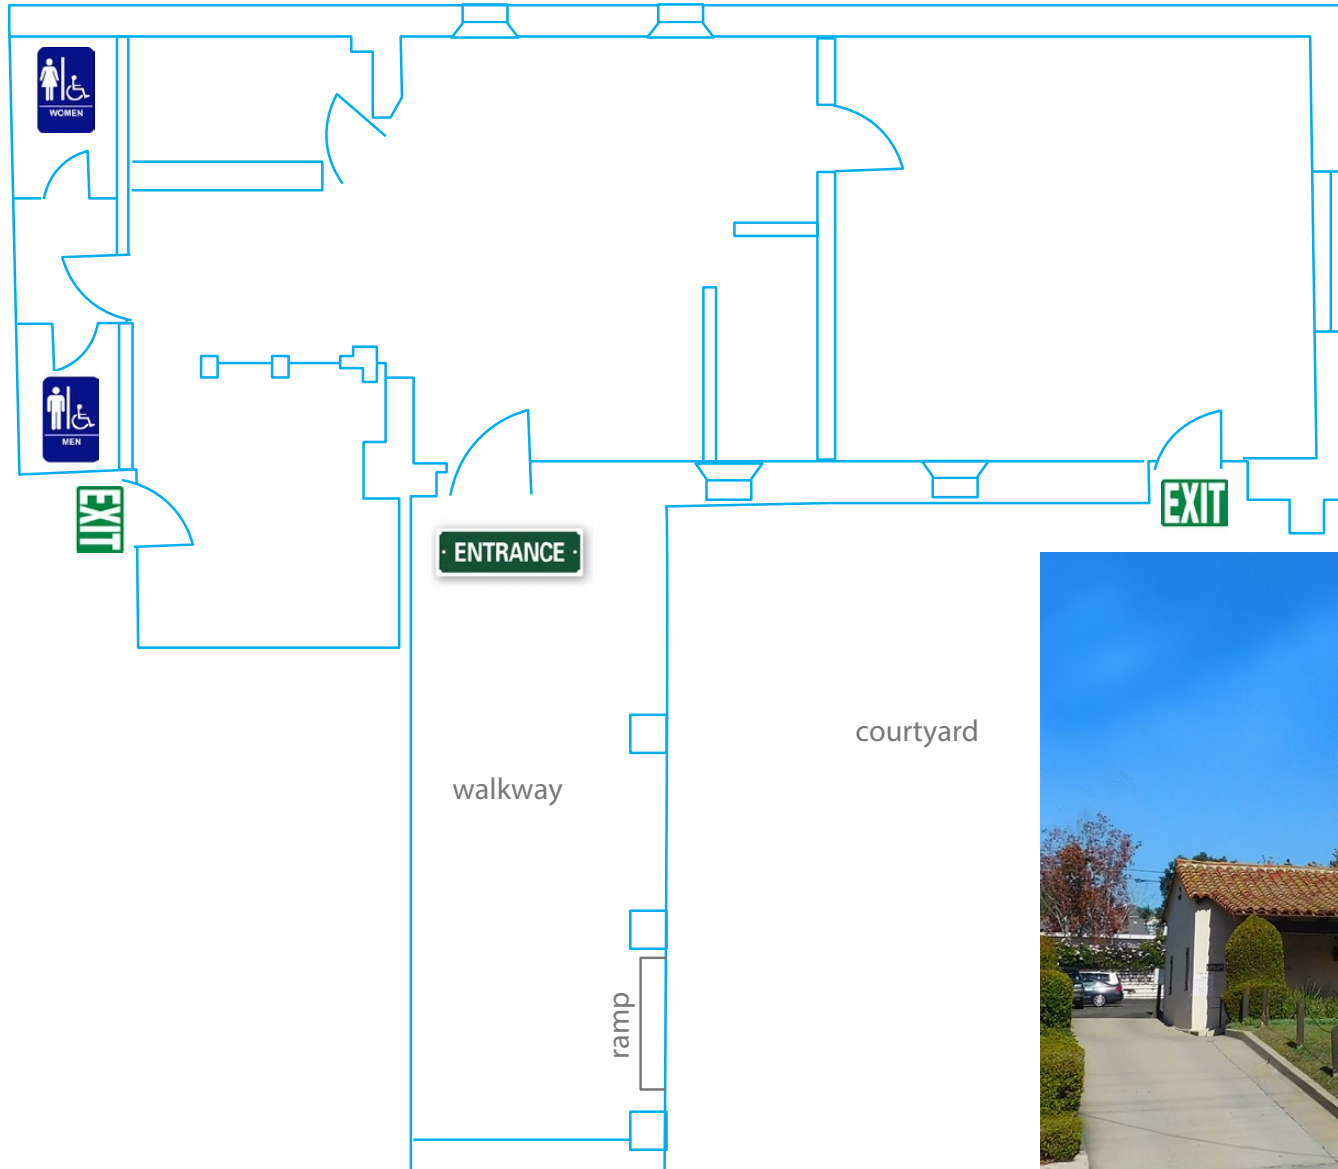 WOMEN
MEN
EXIT
EXIT
· ENTRANCE ·
courtyard
walkway
ramp